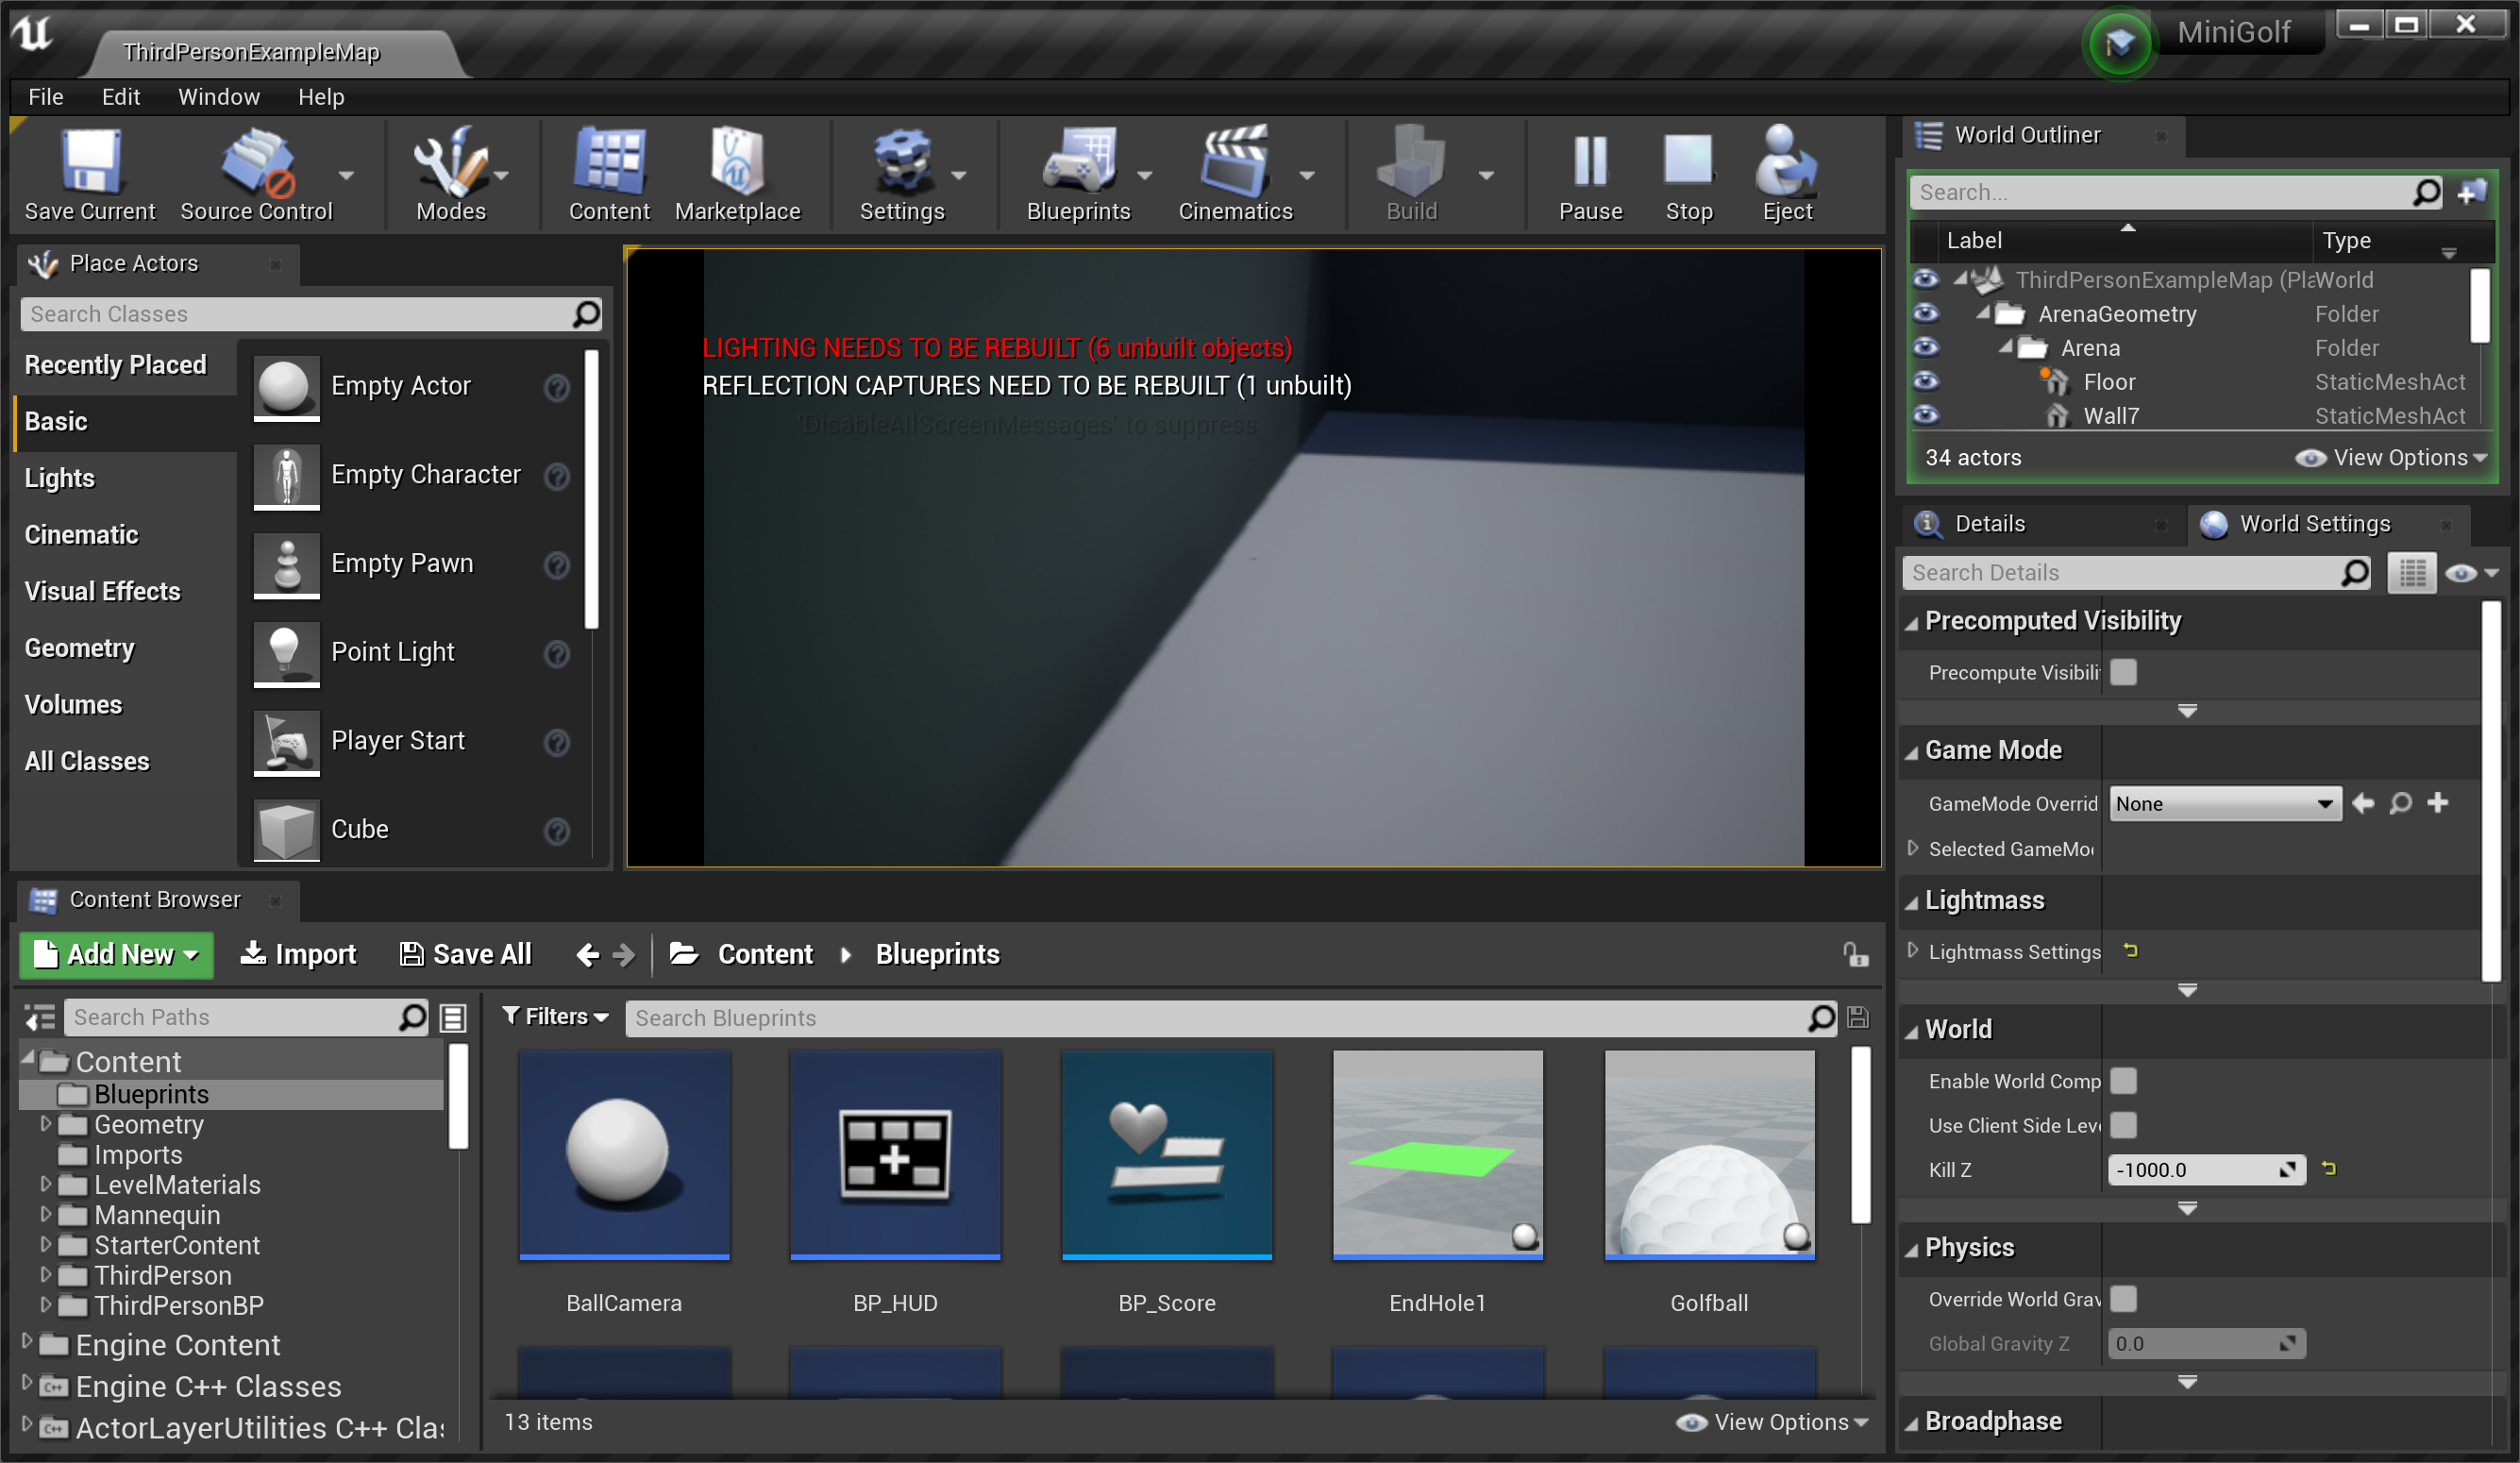 ThirdPersonExampleMap
MiniGolf
File Edit Window Help
Save Current Source Control Modes Content Marketplace Settings Blueprints Cinematics Build Pause Stop Eject
Place Actors
Search Classes
Recently Placed
Basic
Lights
Cinematic
Visual Effects
Geometry
Volumes
All Classes
Empty Actor
Empty Character
Empty Pawn
Point Light
Player Start
Cube
LIGHTING NEEDS TO BE REBUILT (6 unbuilt objects)
REFLECTION CAPTURES NEED TO BE REBUILT (1 unbuilt)
'DisableAllScreenMessages' to suppress
World Outliner
Search...
Label Type
ThirdPersonExampleMap (Pla World
ArenaGeometry Folder
Arena Folder
Floor StaticMeshAct
Wall7 StaticMeshAct
34 actors View Options
Details World Settings
Search Details
Precomputed Visibility
Precompute Visibili
Game Mode
GameMode Overrid None
Selected GameMo
Lightmass
Lightmass Settings
World
Enable World Comp
Use Client Side Leve
Kill Z -1000.0
Physics
Override World Grav
Global Gravity Z 0.0
Broadphase
Content Browser
Add New Import Save All Content Blueprints
Search Paths
Content
Blueprints
Geometry
Imports
LevelMaterials
Mannequin
StarterContent
ThirdPerson
ThirdPersonBP
Engine Content
Engine C++ Classes
ActorLayerUtilities C++ Clas
Filters Search Blueprints
BallCamera BP_HUD BP_Score EndHole1 Golfball
13 items View Options